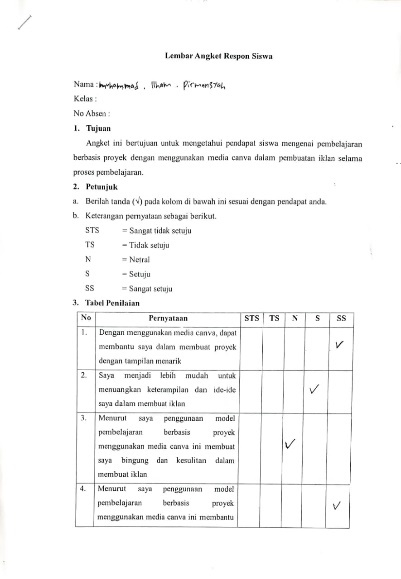 Lembar Angket Respon Siswa
Nama : Muhammad . Ilham . Pirmansyah
Kelas :
No Absen :
1. Tujuan
Angket ini bertujuan untuk mengetahui pendapat siswa mengenai pembelajaran
berbasis proyek dengan menggunakan media canva dalam pembuatan iklan selama
proses pembelajaran.
2. Petunjuk
a. Berilah tanda (√) pada kolom di bawah ini sesuai dengan pendapat anda.
b. Keterangan pernyataan sebagai berikut.
STS = Sangat tidak setuju
TS = Tidak setuju
N = Netral
S = Setuju
SS = Sangat setuju
3. Tabel Penilaian
No Pernyataan STS TS N S SS
1. Dengan menggunakan media canva, dapat
membantu saya dalam membuat proyek ✓
dengan tampilan menarik
2. Saya menjadi lebih mudah untuk
menuangkan keterampilan dan ide-ide ✓
saya dalam membuat iklan
3. Menurut saya penggunaan model
pembelajaran berbasis proyek
menggunakan media canva ini membuat ✓
saya bingung dan kesulitan dalam
membuat iklan
4. Menurut saya penggunaan model
pembelajaran berbasis proyek ✓
menggunakan media canva ini membantu